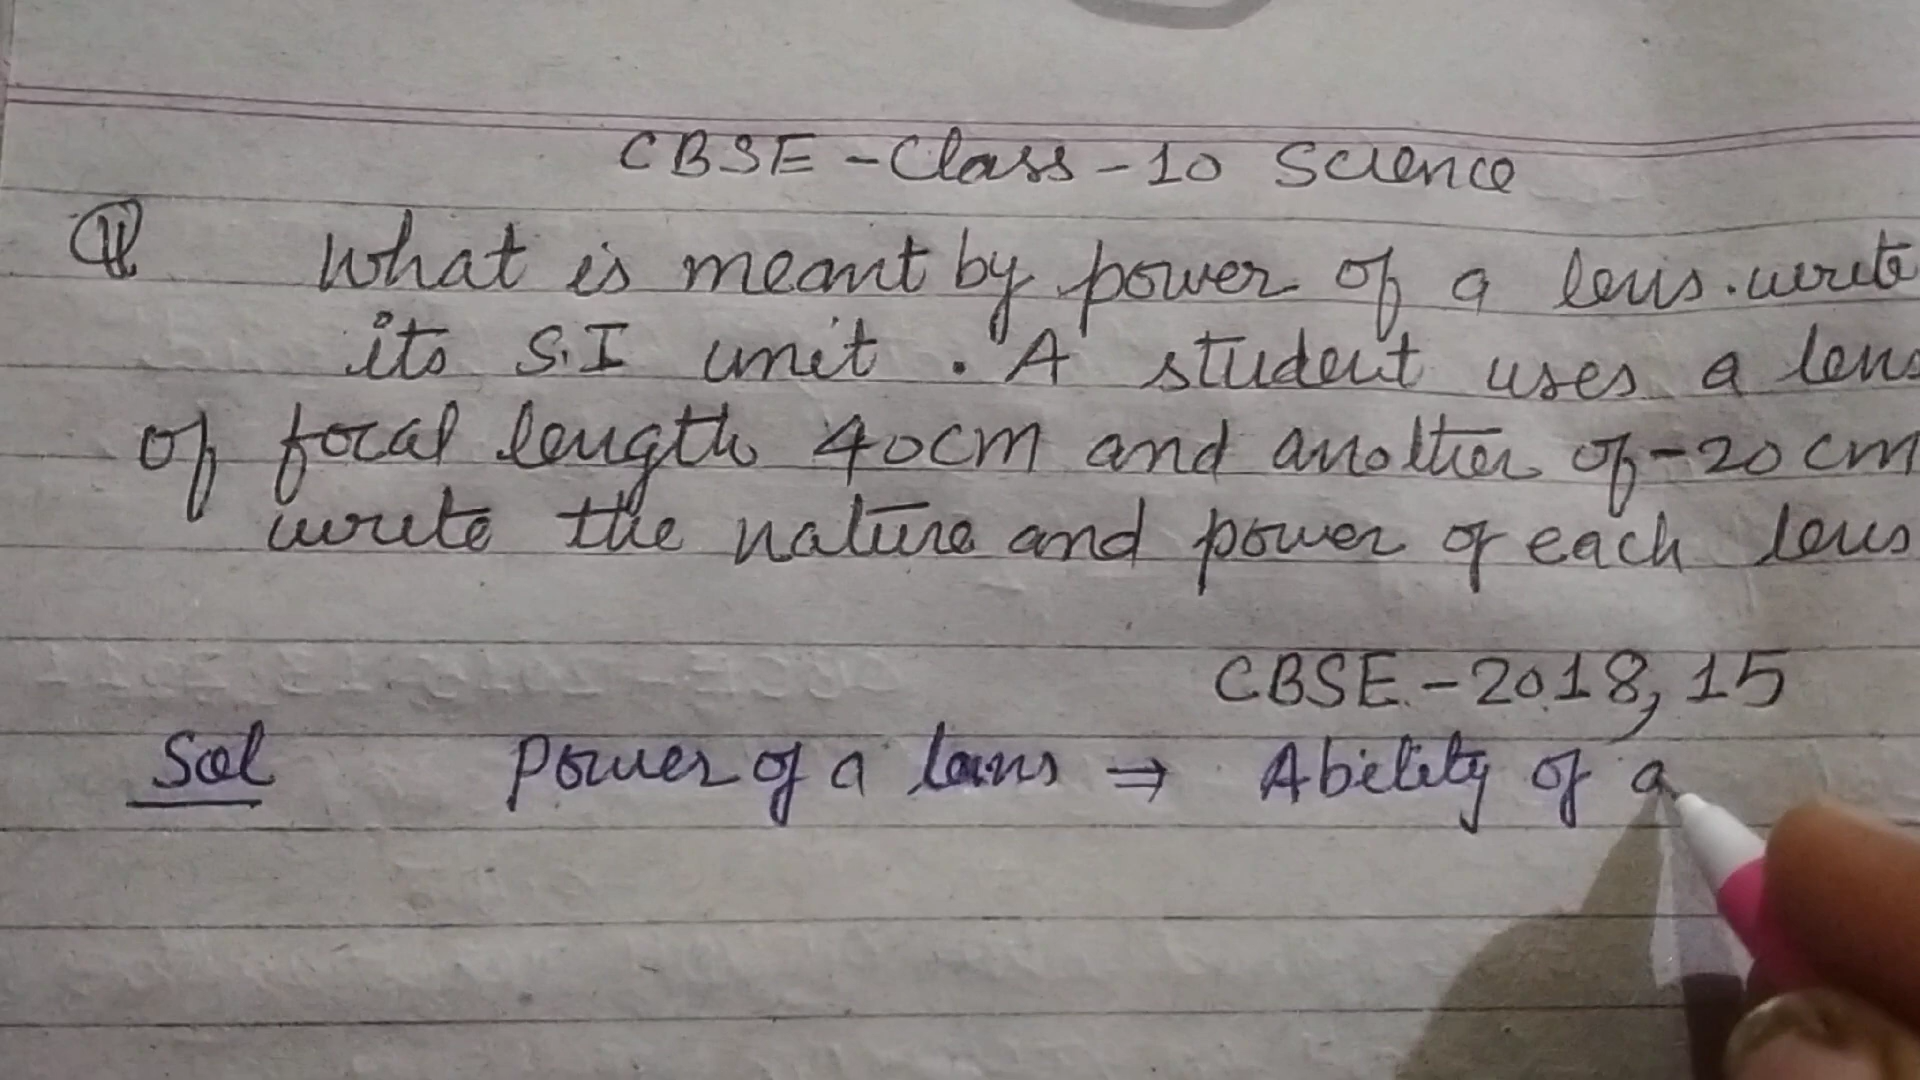 CBSE - Class - 10 Science
Q What is meant by power of a lens. write
its S.I unit. "A student uses a lens
of focal length 40cm and another of -20cm
write the nature and power of each lens
CBSE - 2018, 15
Sol Power of a lens ⇒ Ability of a